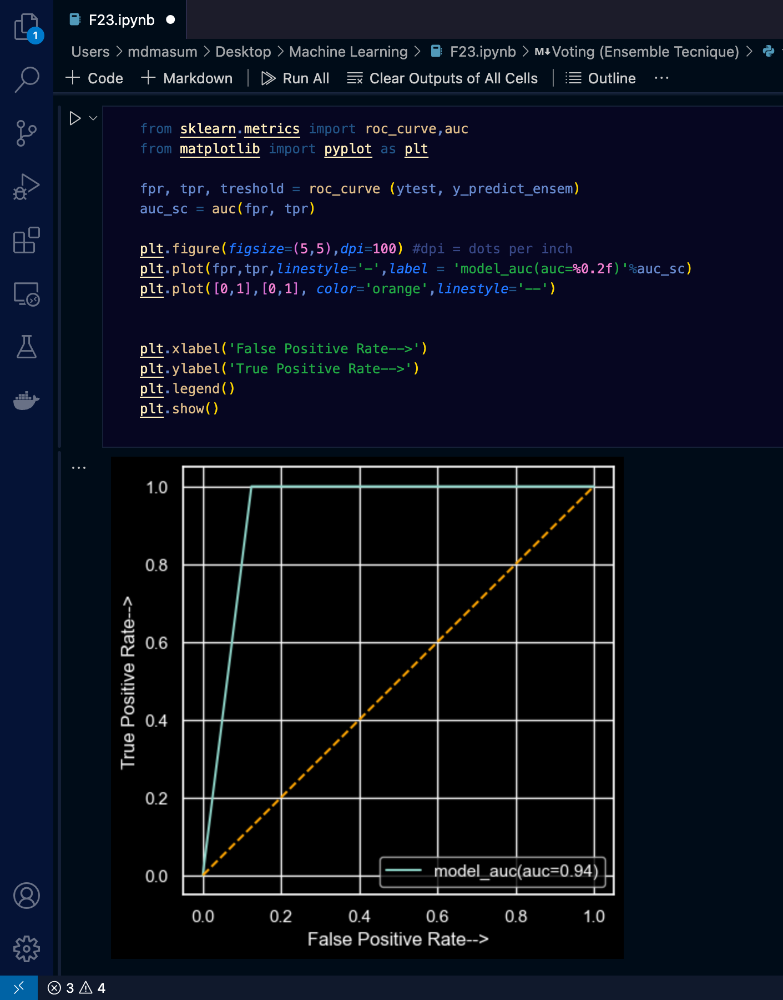 F23.ipynb
1
Users > mdmasum > Desktop > Machine Learning > F23.ipynb > M↓Voting (Ensemble Tecnique) >
+ Code + Markdown | Run All Clear Outputs of All Cells | Outline ...
from sklearn.metrics import roc_curve,auc
from matplotlib import pyplot as plt
fpr, tpr, treshold = roc_curve (ytest, y_predict_ensem)
auc_sc = auc(fpr, tpr)
plt.figure(figsize=(5,5),dpi=100) #dpi = dots per inch
plt.plot(fpr,tpr,linestyle='-',label = 'model_auc(auc=%0.2f)'%auc_sc)
plt.plot([0,1],[0,1], color='orange',linestyle='--')
plt.xlabel('False Positive Rate-->')
plt.ylabel('True Positive Rate-->')
plt.legend()
plt.show()
...
1.0
0.8
0.6
0.4
0.2
0.0
True Positive Rate-->
model_auc(auc=0.94)
0.0 0.2 0.4 0.6 0.8 1.0
False Positive Rate-->
3 4